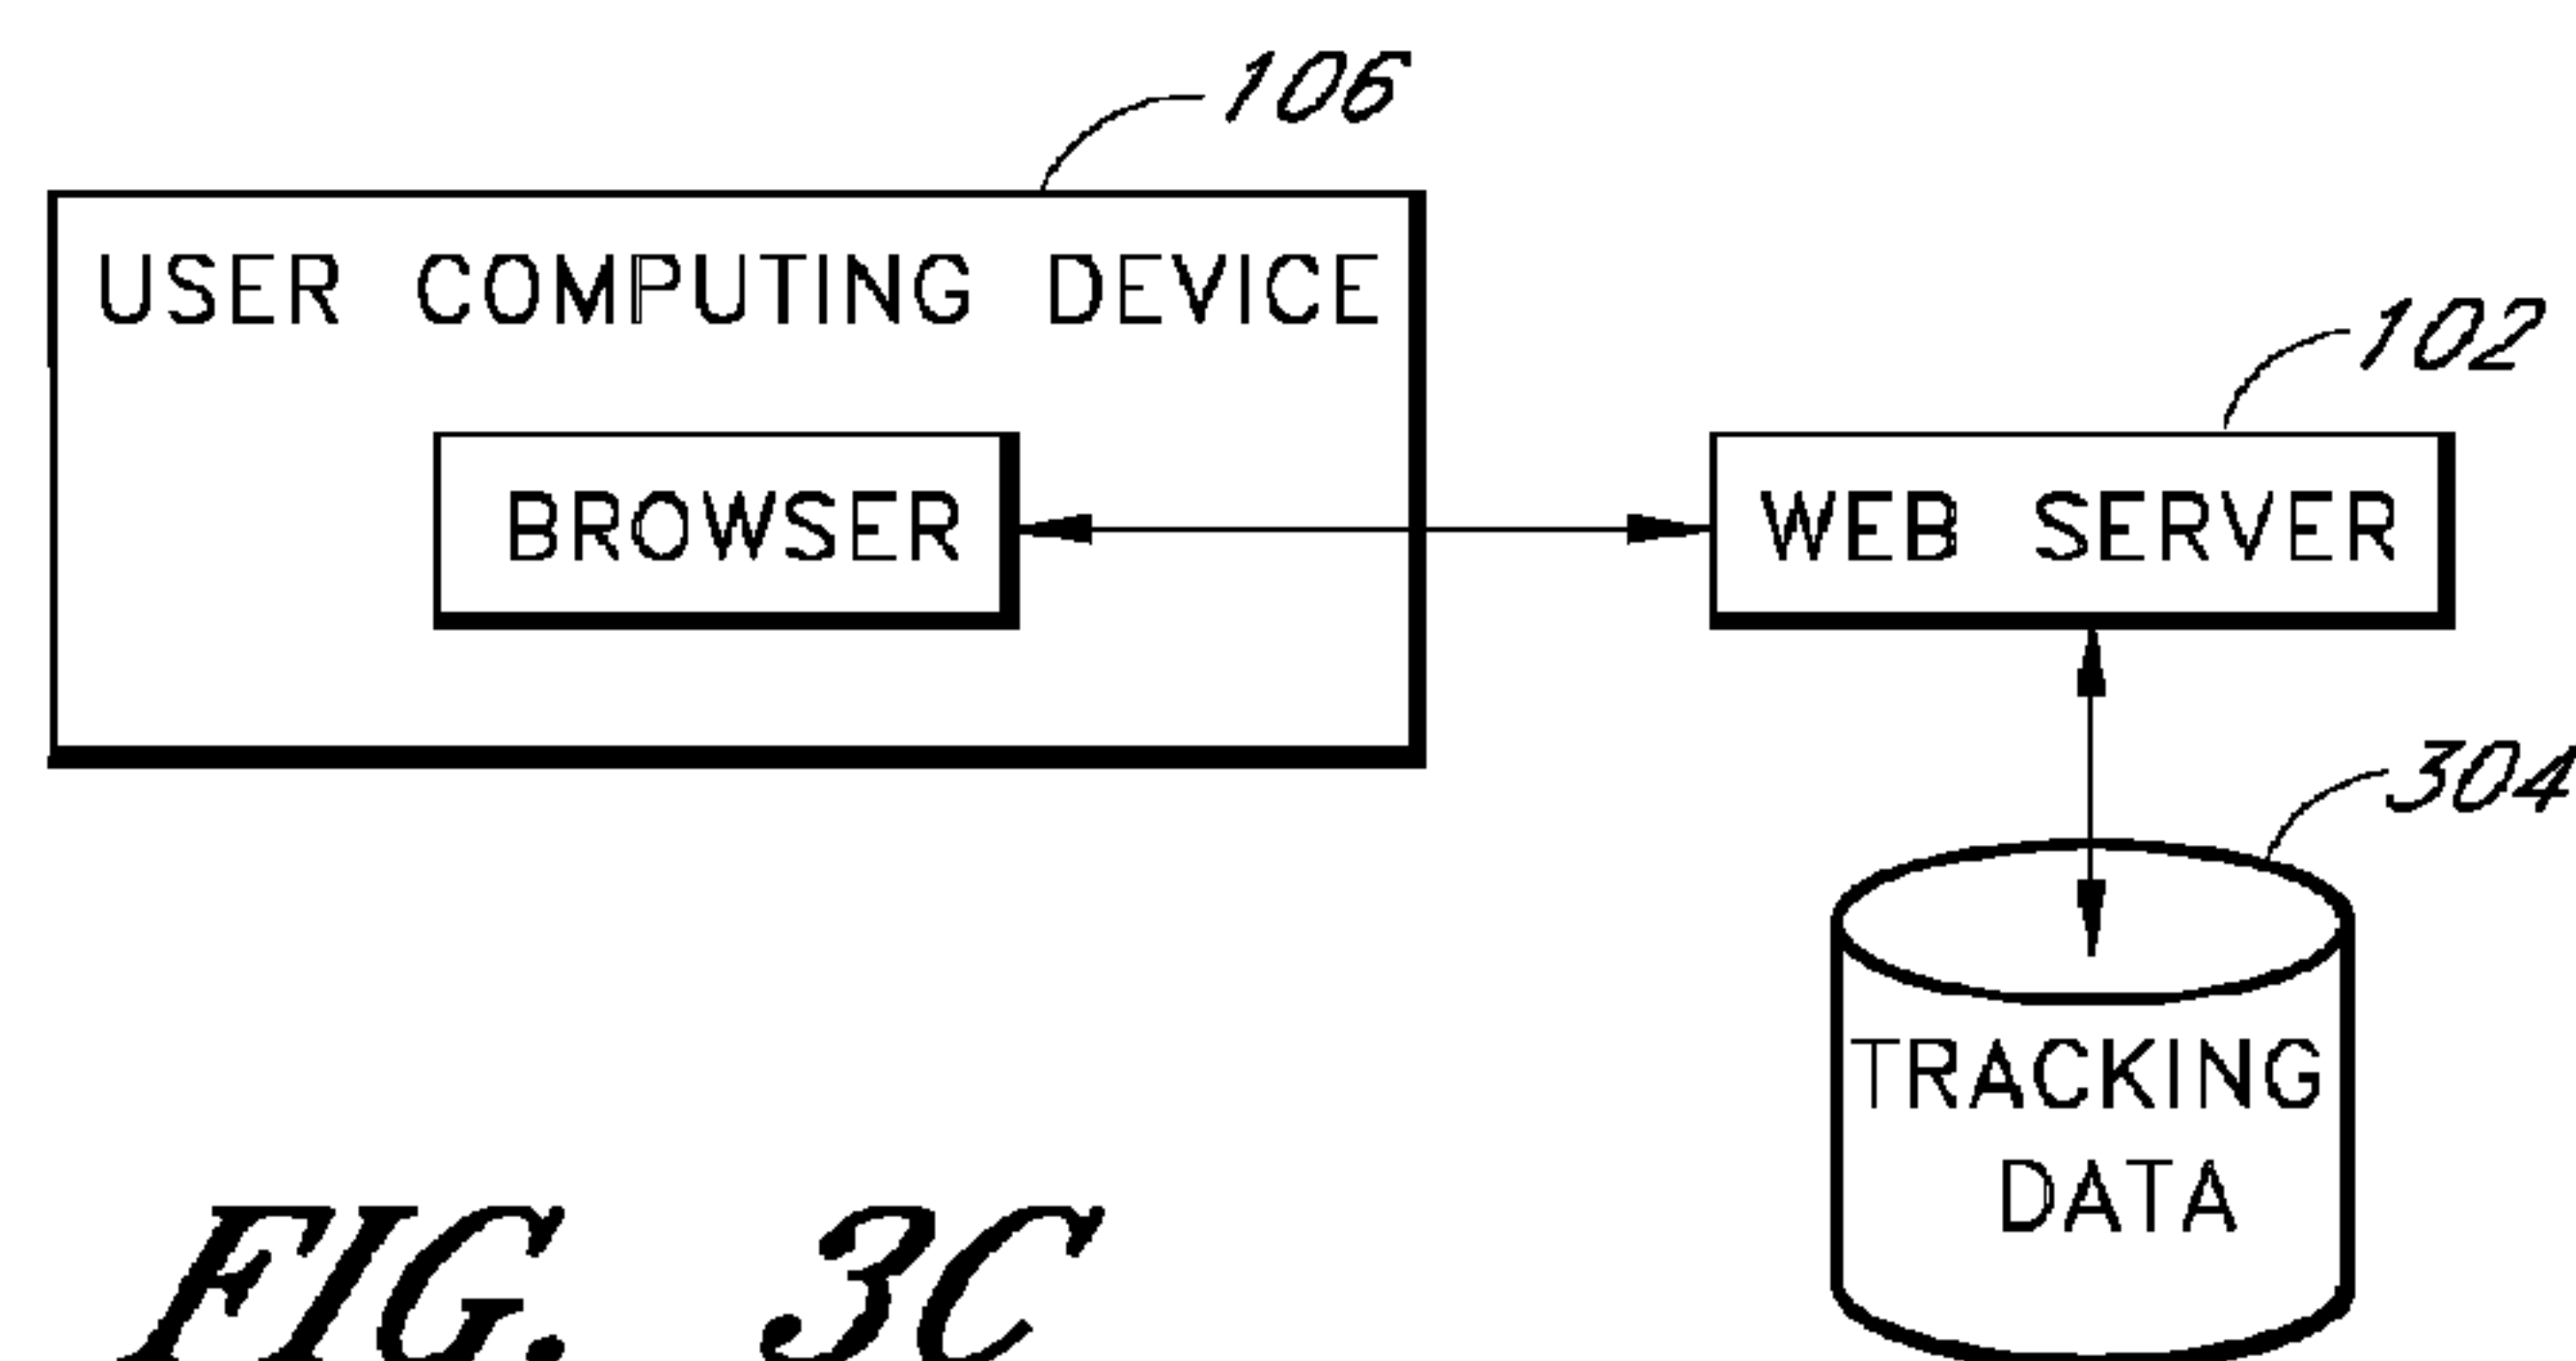 106
USER COMPUTING DEVICE
102
BROWSER
WEB SERVER
304
TRACKING
DATA
FIG. 3C